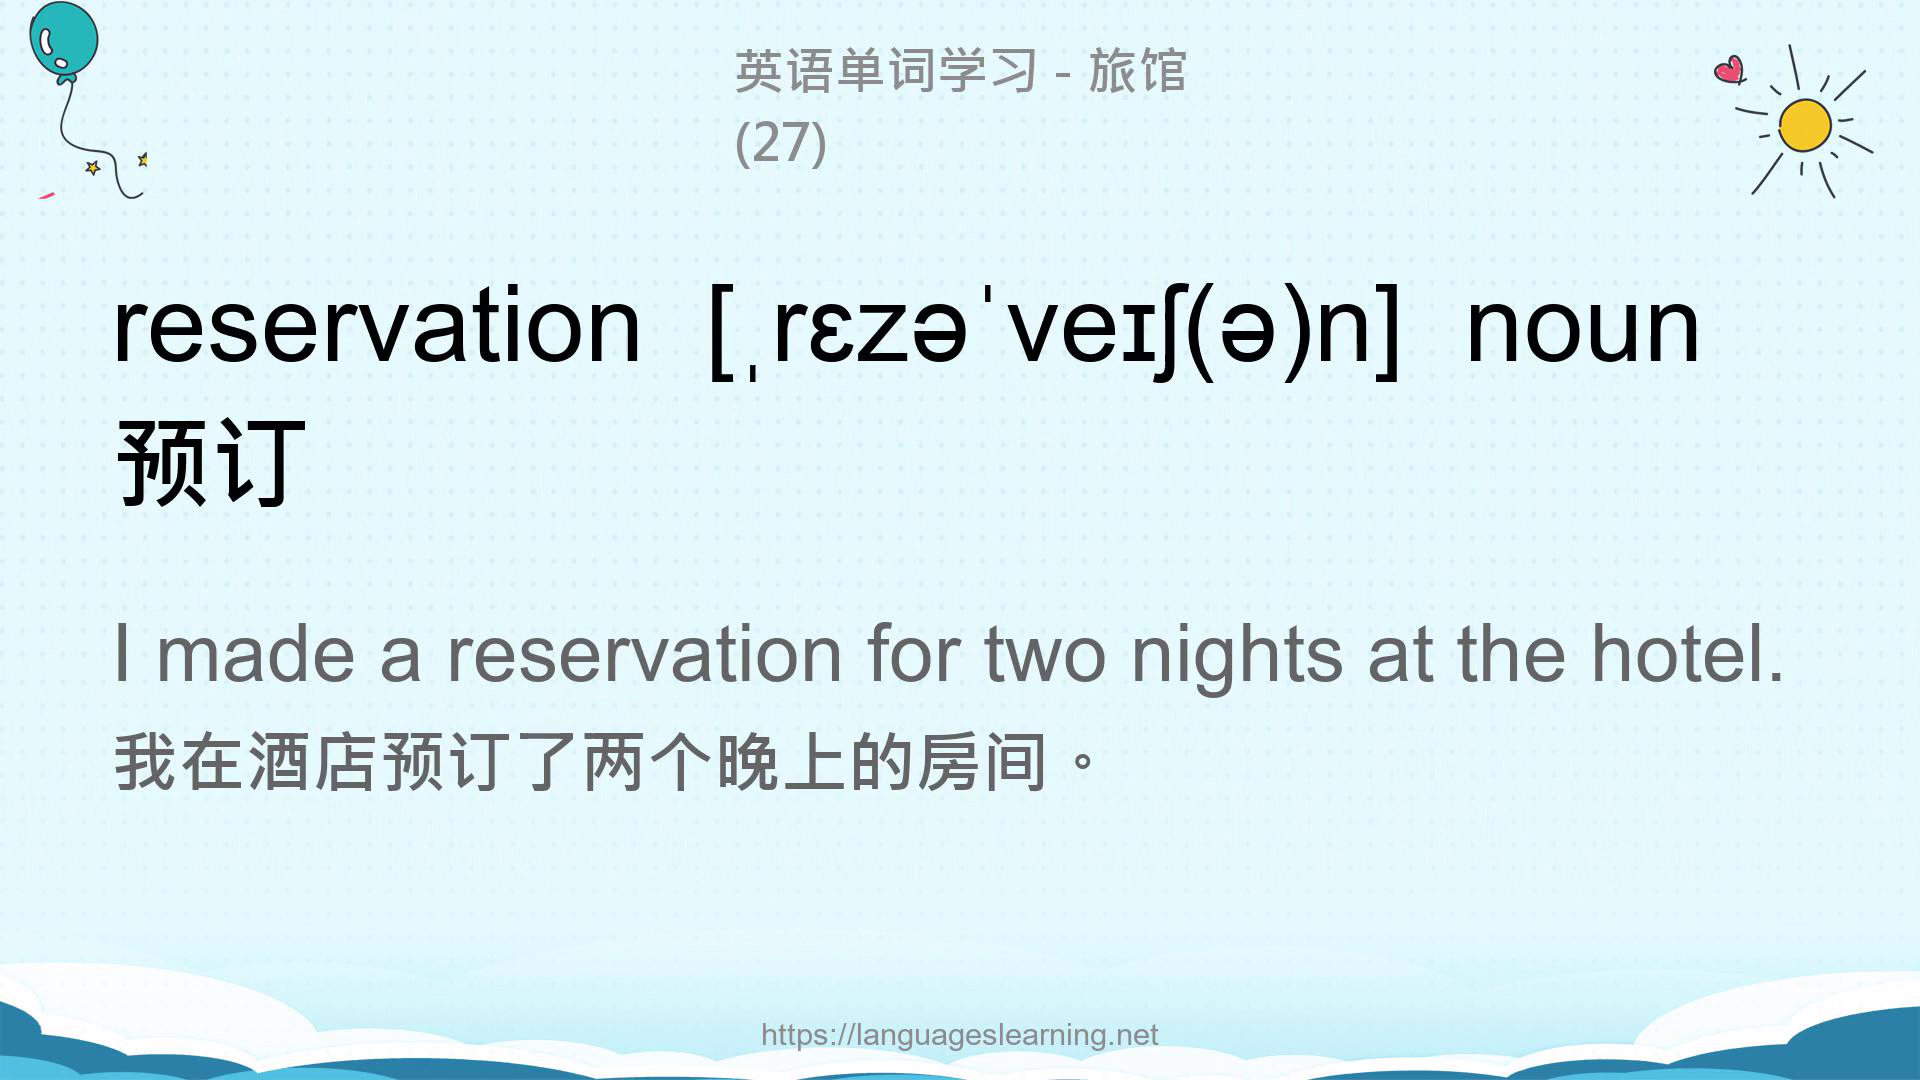 英语单词学习 - 旅馆
(27)
reservation [ˌrɛzəˈveɪʃ(ə)n] noun
预订
I made a reservation for two nights at the hotel.
我在酒店预订了两个晚上的房间。
https://languageslearning.net